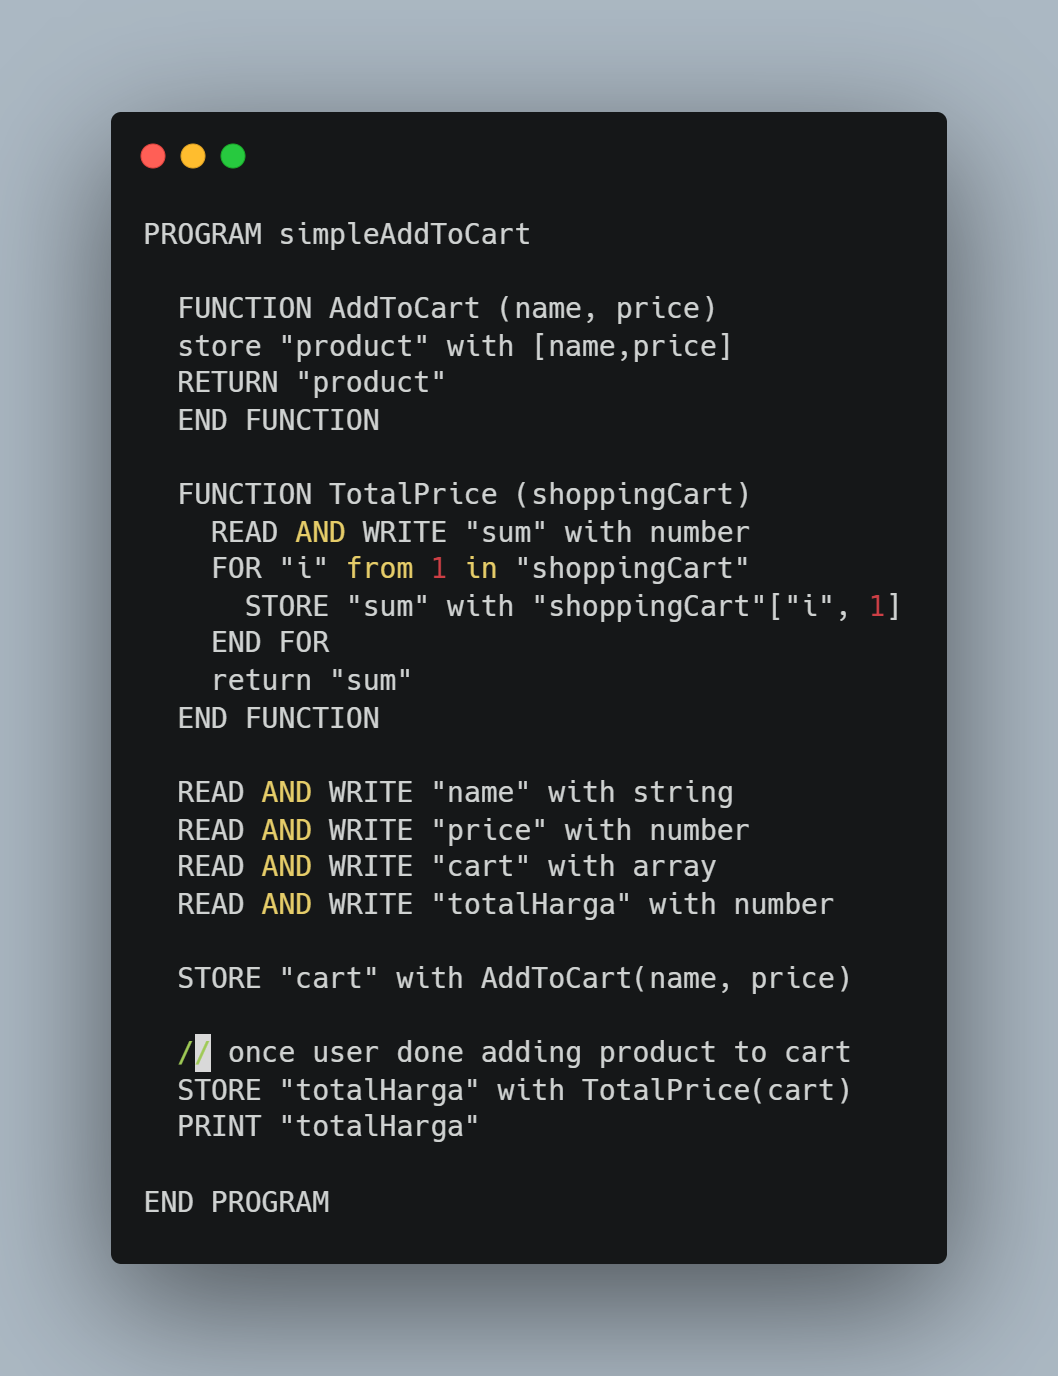 PROGRAM simpleAddToCart
FUNCTION AddToCart (name, price)
store "product" with [name,price]
RETURN "product"
END FUNCTION
FUNCTION TotalPrice (shoppingCart)
READ AND WRITE "sum" with number
FOR "i" from 1 in "shoppingCart"
STORE "sum" with "shoppingCart"["i", 1]
END FOR
return "sum"
END FUNCTION
READ AND WRITE "name" with string
READ AND WRITE "price" with number
READ AND WRITE "cart" with array
READ AND WRITE "totalHarga" with number
STORE "cart" with AddToCart(name, price)
// once user done adding product to cart
STORE "totalHarga" with TotalPrice(cart)
PRINT "totalHarga"
END PROGRAM